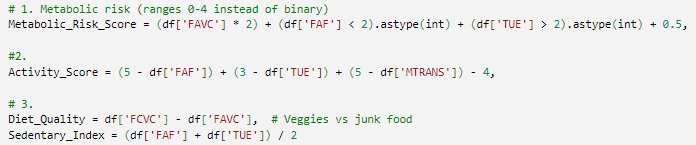 # 1. Metabolic risk (ranges 0-4 instead of binary)
Metabolic_Risk_Score = (df['FAVC'] * 2) + (df['FAF'] < 2).astype(int) + (df['TUE'] > 2).astype(int) + 0.5,
#2.
Activity_Score = (5 - df['FAF']) + (3 - df['TUE']) + (5 - df['MTRANS']) - 4,
# 3.
Diet_Quality = df['FCVC'] - df['FAVC'],  # Veggies vs junk food
Sedentary_Index = (df['FAF'] + df['TUE']) / 2